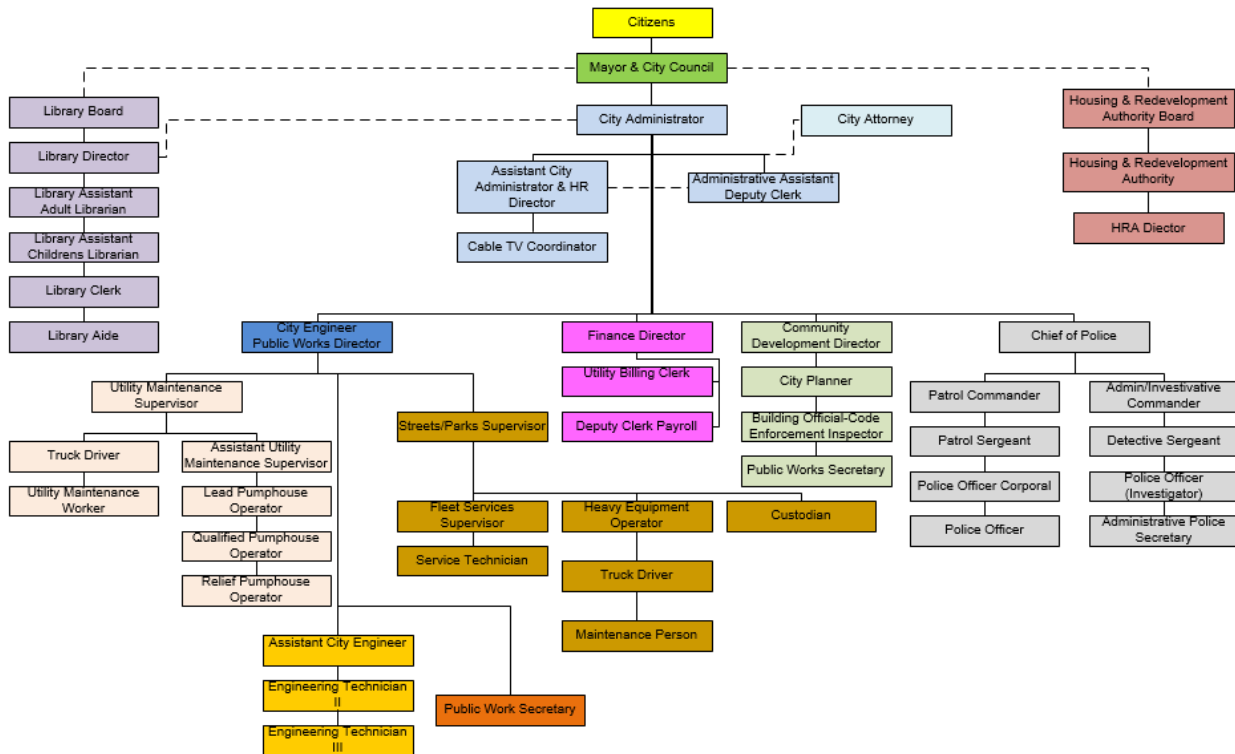 Citizens
Mayor & City Council
Library Board
City Administrator
City Attorney
Housing & Redevelopment
Authority Board
Library Director
Assistant City
Administrator & HR
Director
Administrative Assistant
Deputy Clerk
Housing & Redevelopment
Authority
Library Assistant
Adult Librarian
Library Assistant
Childrens Librarian
Cable TV Coordinator
HRA Diector
Library Clerk
Library Aide
City Engineer
Public Works Director
Finance Director
Community
Development Director
Chief of Police
Utility Maintenance
Supervisor
Utility Billing Clerk
City Planner
Patrol Commander
Admin/Investivative
Commander
Streets/Parks Supervisor
Deputy Clerk Payroll
Building Official-Code
Enforcement Inspector
Patrol Sergeant
Detective Sergeant
Truck Driver
Assistant Utility
Maintenance Supervisor
Public Works Secretary
Police Officer Corporal
Police Officer
(Investigator)
Utility Maintenance
Worker
Lead Pumphouse
Operator
Fleet Services
Supervisor
Heavy Equipment
Operator
Custodian
Police Officer
Administrative Police
Secretary
Qualified Pumphouse
Operator
Service Technician
Relief Pumphouse
Operator
Truck Driver
Assistant City Engineer
Maintenance Person
Engineering Technician
II
Public Work Secretary
Engineering Technician
III